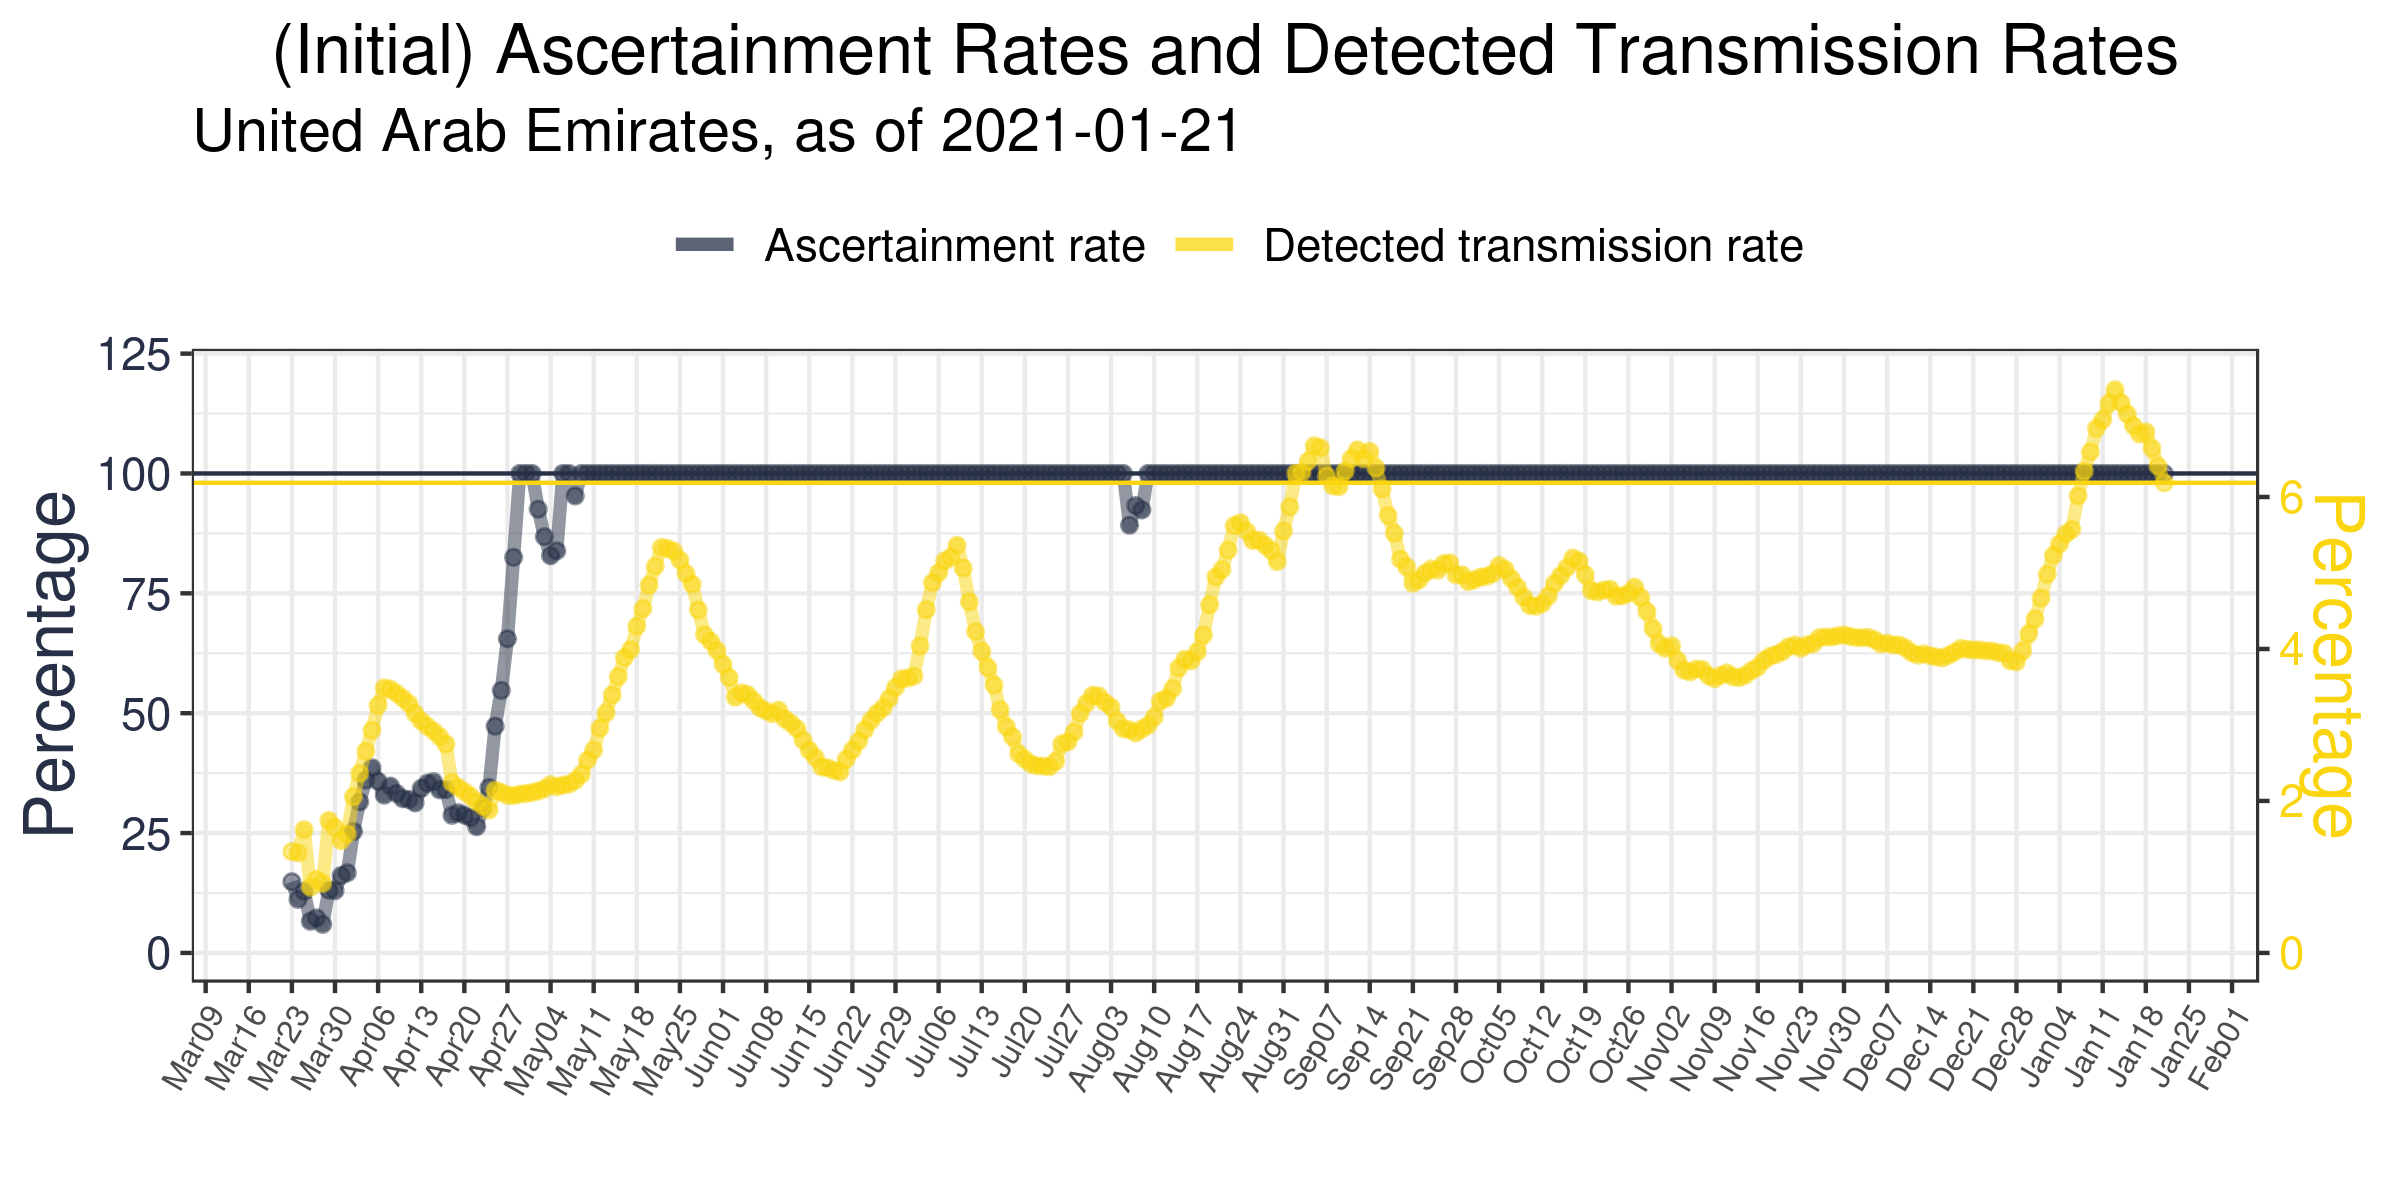 (Initial) Ascertainment Rates and Detected Transmission Rates
United Arab Emirates, as of 2021-01-21
Ascertainment rate
Detected transmission rate
Percentage
125
100
75
50
25
0
6
4
2
0
Percentage
Mar09
Mar16
Mar23
Mar30
Apr06
Apr13
Apr20
Apr27
May04
May11
May18
May25
Jun01
Jun08
Jun15
Jun22
Jun29
Jul06
Jul13
Jul20
Jul27
Aug03
Aug10
Aug17
Aug24
Aug31
Sep07
Sep14
Sep21
Sep28
Oct05
Oct12
Oct19
Oct26
Nov02
Nov09
Nov16
Nov23
Nov30
Dec07
Dec14
Dec21
Dec28
Jan04
Jan11
Jan18
Jan25
Feb01